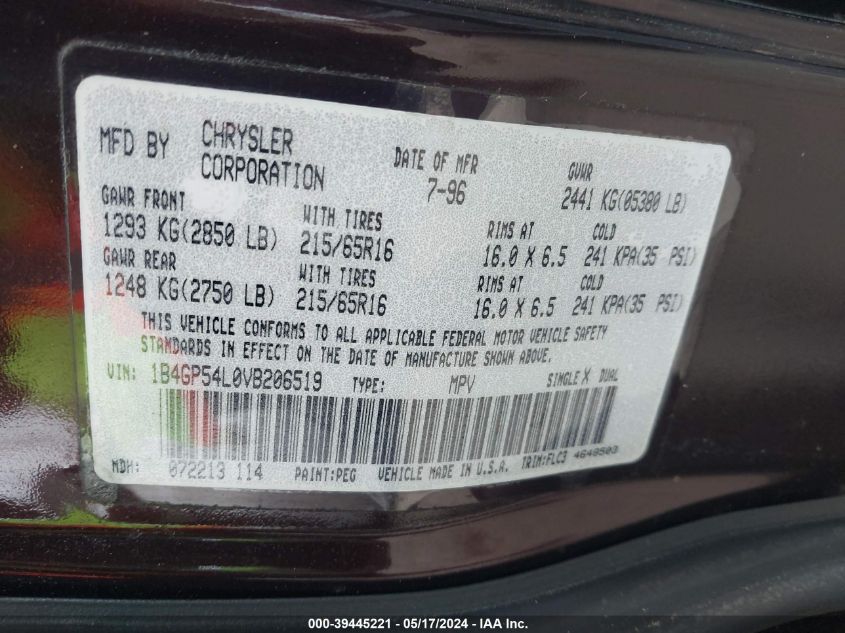 MFD BY CHRYSLER CORPORATION DATE OF MFR 7-96 GVWR 2441 KG(05380 LB)
GAWR FRONT WITH TIRES RIMS AT COLD
1293 KG(2850 LB) 215/65R16 16.0 X 6.5 241 KPA(35 PSI)
GAWR REAR WITH TIRES RIMS AT COLD
1248 KG(2750 LB) 215/65R16 16.0 X 6.5 241 KPA(35 PSI)
THIS VEHICLE CONFORMS TO ALL APPLICABLE FEDERAL MOTOR VEHICLE SAFETY
STANDARDS IN EFFECT ON THE DATE OF MANUFACTURE SHOWN ABOVE.
VIN: 1B4GP54L0VB206519 TYPE: MPV SINGLE X DUAL
MDH: 072213 114 PAINT:PEG VEHICLE MADE IN U.S.A. TRIM:FLC3 4648503
000-39445221 - 05/17/2024 - IAAI Inc.